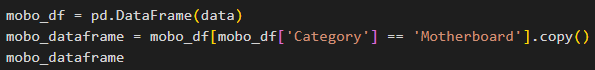 mobo_df = pd.DataFrame(data)
mobo_dataframe = mobo_df[mobo_df['Category'] == 'Motherboard'].copy()
mobo_dataframe